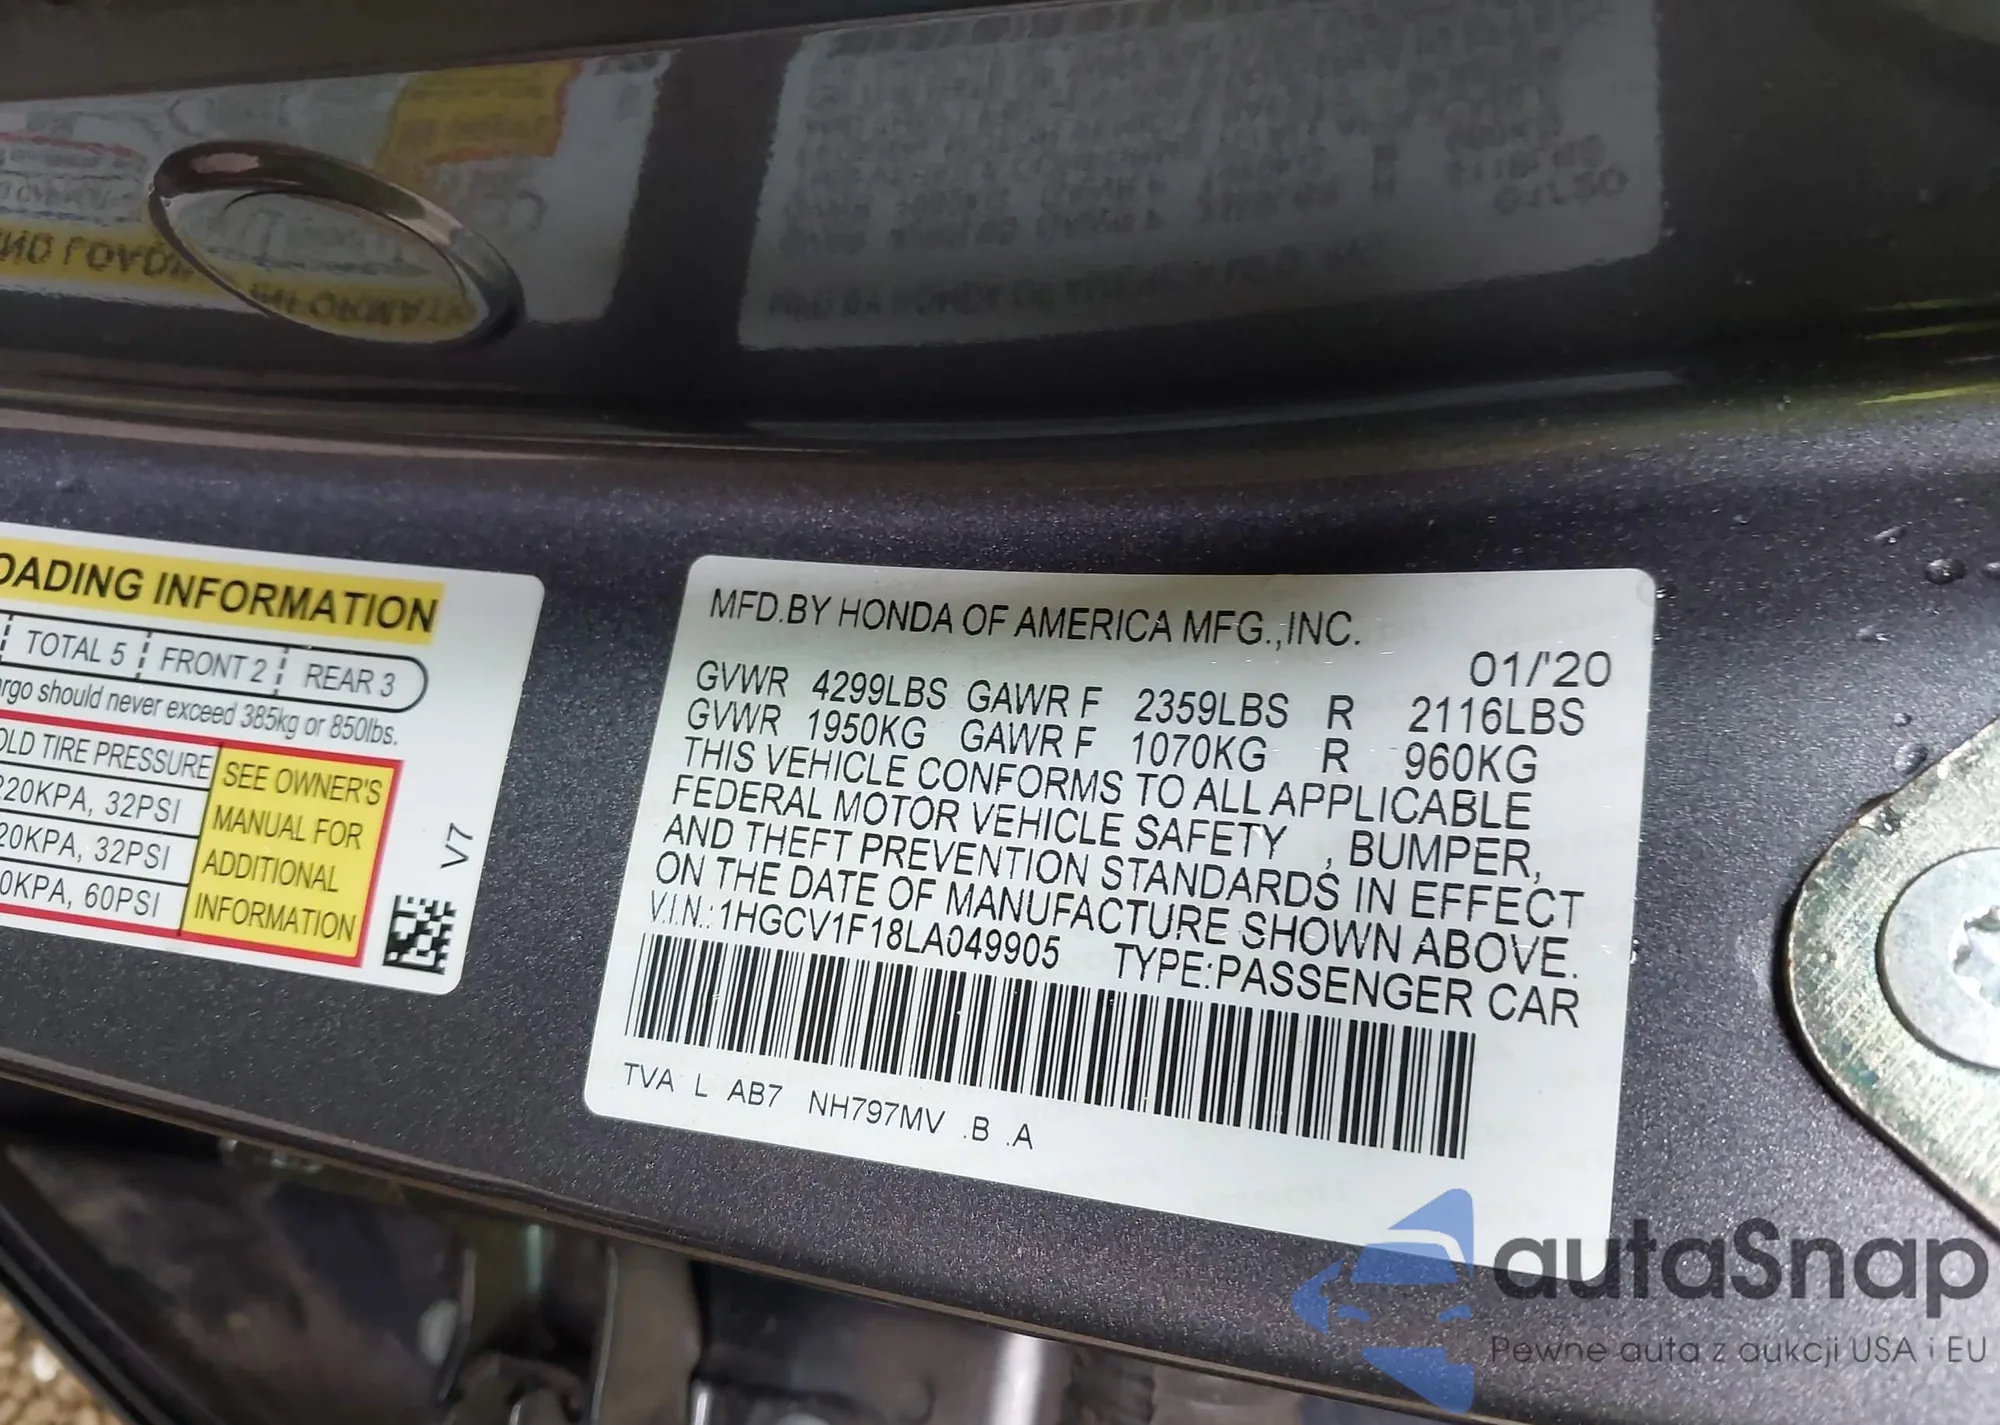 OADING INFORMATION
TOTAL 5 FRONT 2 REAR 3
rgo should never exceed 385kg or 850lbs.
OLD TIRE PRESSURE
220KPA, 32PSI
20KPA, 32PSI
0KPA, 60PSI
SEE OWNER'S
MANUAL FOR
ADDITIONAL
INFORMATION
V7
MFD.BY HONDA OF AMERICA MFG.,INC.
01/'20
GVWR 4299LBS GAWR F 2359LBS R 2116LBS
GVWR 1950KG GAWR F 1070KG R 960KG
THIS VEHICLE CONFORMS TO ALL APPLICABLE
FEDERAL MOTOR VEHICLE SAFETY , BUMPER,
AND THEFT PREVENTION STANDARDS IN EFFECT
ON THE DATE OF MANUFACTURE SHOWN ABOVE.
V.I.N.:1HGCV1F18LA049905 TYPE:PASSENGER CAR
TVA L AB7 NH797MV .B .A
autaSnap
Pewne auta z aukcji USA i EU